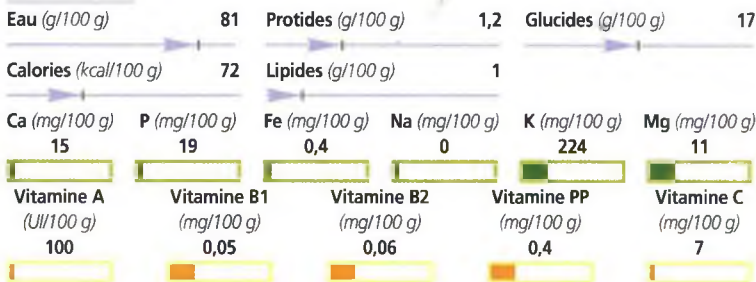 Eau (g/100 g) 81 Protides (g/100 g) 1,2 Glucides (g/100 g) 17
Calories (kcal/100 g) 72 Lipides (g/100 g) 1
Ca (mg/100 g) P (mg/100 g) Fe (mg/100 g) Na (mg/100 g) K (mg/100 g) Mg (mg/100 g)
15 19 0,4 0 224 11
Vitamine A Vitamine B1 Vitamine B2 Vitamine PP Vitamine C
(UI/100 g) (mg/100 g) (mg/100 g) (mg/100 g) (mg/100 g)
100 0,05 0,06 0,4 7